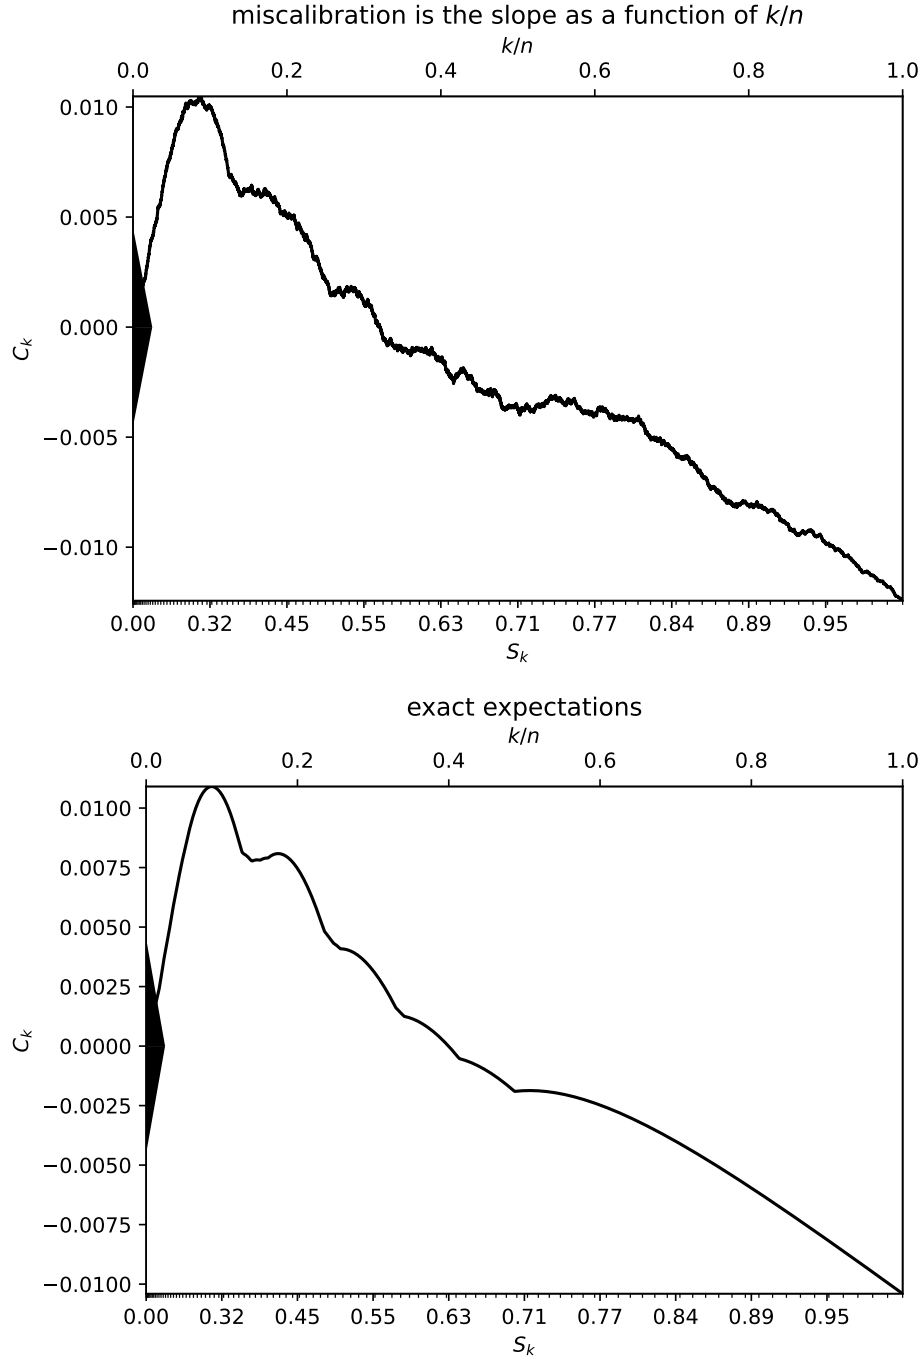 miscalibration is the slope as a function of k/n
k/n
0.0 0.2 0.4 0.6 0.8 1.0
0.010
0.005
0.000
−0.005
−0.010
C_k
0.00 0.32 0.45 0.55 0.63 0.71 0.77 0.84 0.89 0.95
S_k
exact expectations
k/n
0.0 0.2 0.4 0.6 0.8 1.0
0.0100
0.0075
0.0050
0.0025
0.0000
−0.0025
−0.0050
−0.0075
−0.0100
C_k
0.00 0.32 0.45 0.55 0.63 0.71 0.77 0.84 0.89 0.95
S_k